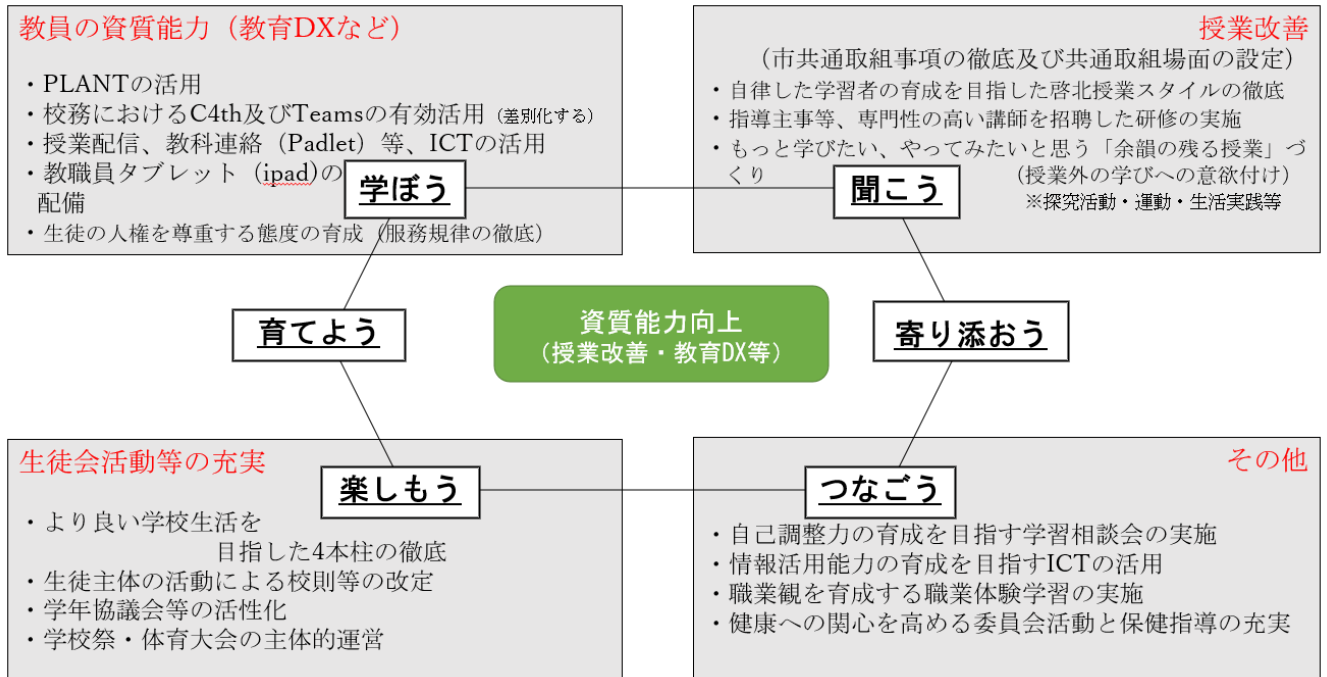 教員の資質能力（教育DXなど）
・PLANTの活用
・校務におけるC4th及びTeamsの有効活用（差別化する）
・授業配信、教科連絡（Padlet）等、ICTの活用
・教職員タブレット（ipad)の
配備
・生徒の人権を尊重する態度の育成（服務規律の徹底）
授業改善
（市共通取組事項の徹底及び共通取組場面の設定）
・自律した学習者の育成を目指した啓北授業スタイルの徹底
・指導主事等、専門性の高い講師を招聘した研修の実施
・もっと学びたい、やってみたいと思う「余韻の残る授業」づ
くり　（授業外の学びへの意欲付け）
※探究活動・運動・生活実践等
学ぼう
聞こう
育てよう
資質能力向上
（授業改善・教育DX等）
寄り添おう
楽しもう
つなごう
生徒会活動等の充実
・より良い学校生活を
目指した4本柱の徹底
・生徒主体の活動による校則等の改定
・学年協議会等の活性化
・学校祭・体育大会の主体的運営
その他
・自己調整力の育成を目指す学習相談会の実施
・情報活用能力の育成を目指すICTの活用
・職業観を育成する職業体験学習の実施
・健康への関心を高める委員会活動と保健指導の充実